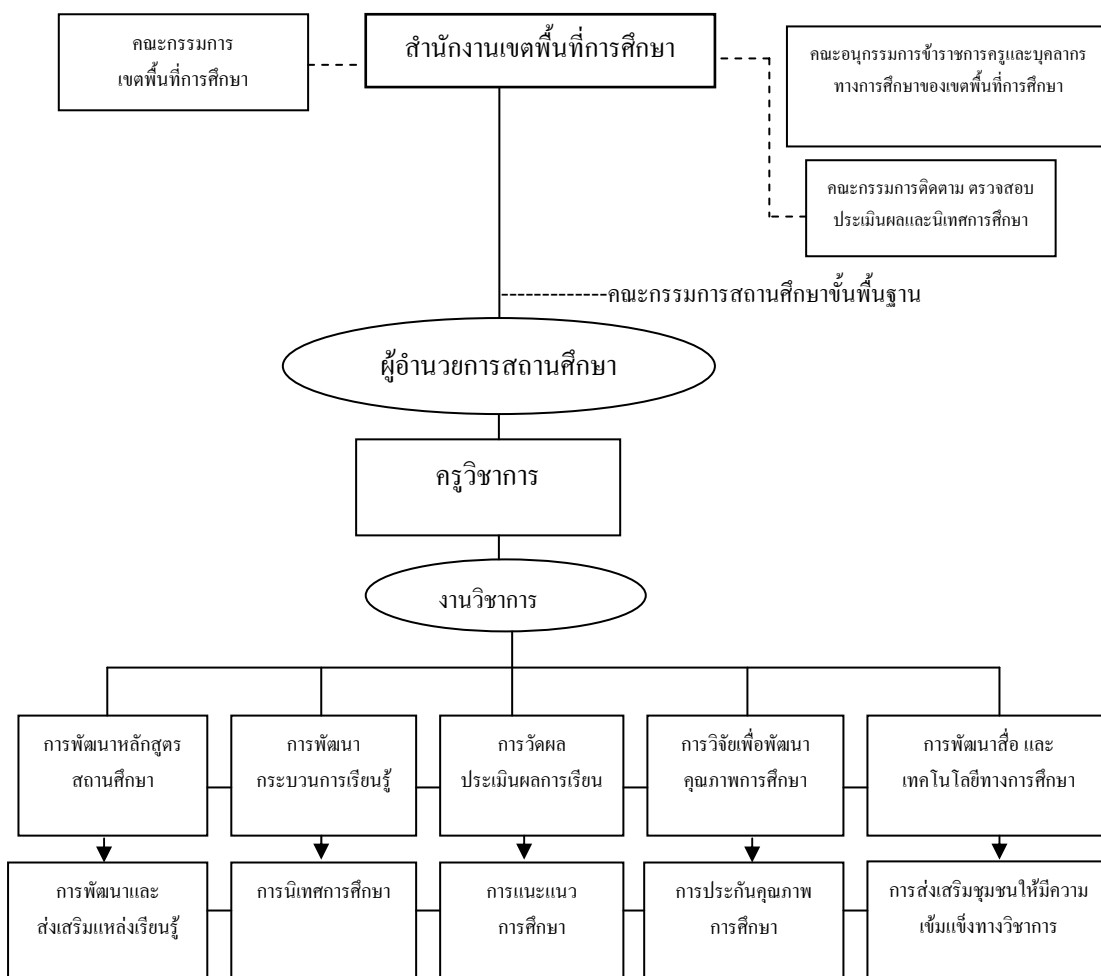 คณะกรรมการ
เขตพื้นที่การศึกษา
สำนักงานเขตพื้นที่การศึกษา
คณะอนุกรรมการข้าราชการครูและบุคลากร
ทางการศึกษาของเขตพื้นที่การศึกษา
คณะกรรมการติดตาม ตรวจสอบ
ประเมินผลและนิเทศการศึกษา
คณะกรรมการสถานศึกษาขั้นพื้นฐาน
ผู้อำนวยการสถานศึกษา
ครูวิชาการ
งานวิชาการ
การพัฒนาหลักสูตร
สถานศึกษา
การพัฒนา
กระบวนการเรียนรู้
การวัดผล
ประเมินผลการเรียน
การวิจัยเพื่อพัฒนา
คุณภาพการศึกษา
การพัฒนาสื่อ และ
เทคโนโลยีทางการศึกษา
การพัฒนาและ
ส่งเสริมแหล่งเรียนรู้
การนิเทศการศึกษา
การแนะแนว
การศึกษา
การประกันคุณภาพ
การศึกษา
การส่งเสริมชุมชนให้มีความ
เข้มแข็งทางวิชาการ